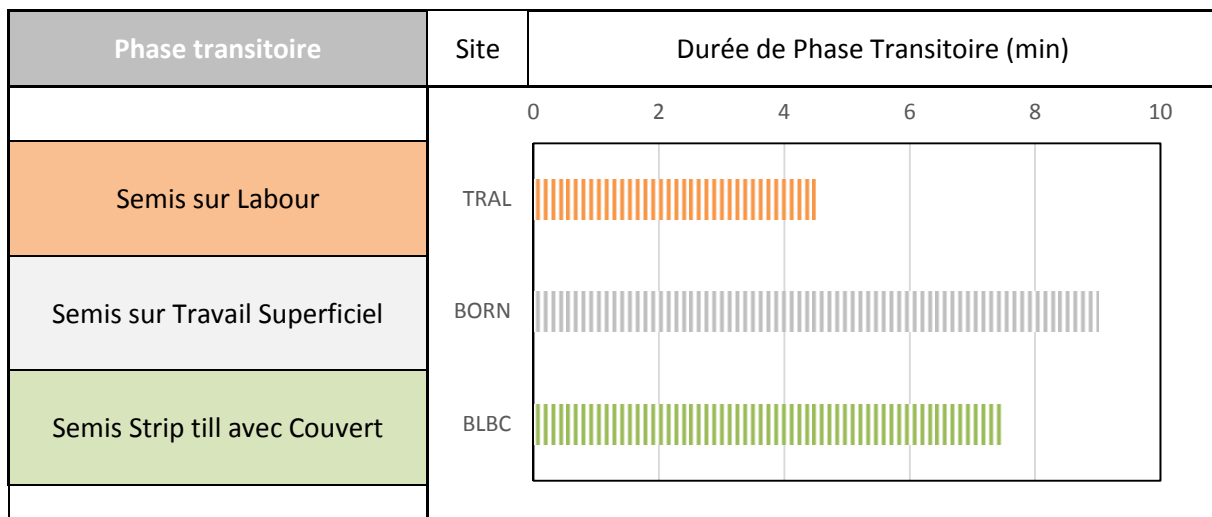 Phase transitoire Site Durée de Phase Transitoire (min)
0 2 4 6 8 10
Semis sur Labour TRAL
Semis sur Travail Superficiel BORN
Semis Strip till avec Couvert BLBC